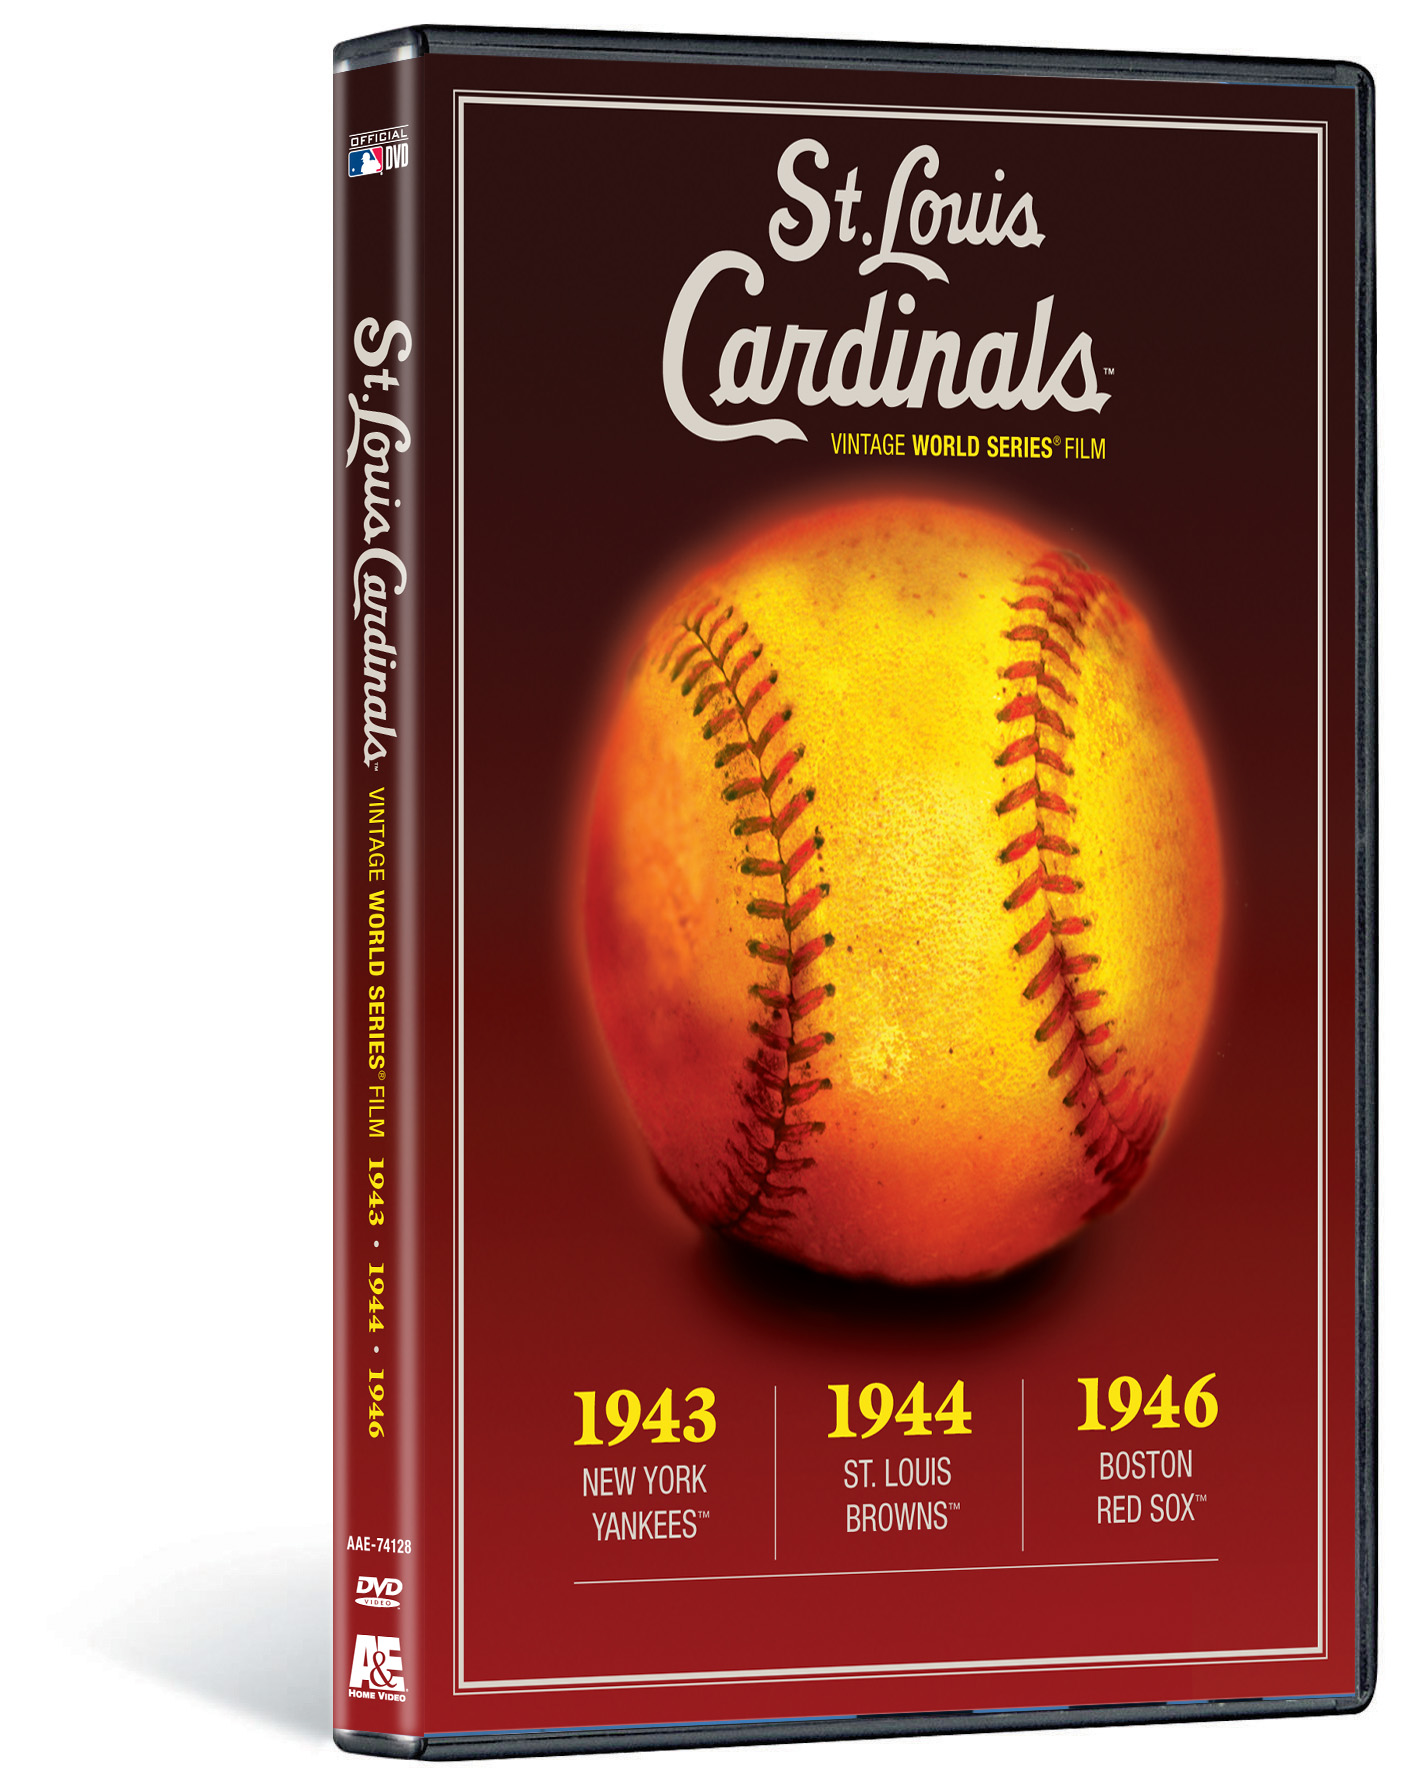 OFFICIAL
DVD
St. Louis Cardinals™ VINTAGE WORLD SERIES® FILM 1943 • 1944 • 1946
AAE-74128
DVD
VIDEO
A&E
HOME VIDEO
St. Louis
Cardinals™
VINTAGE WORLD SERIES® FILM
1943
NEW YORK
YANKEES™
1944
ST. LOUIS
BROWNS™
1946
BOSTON
RED SOX™